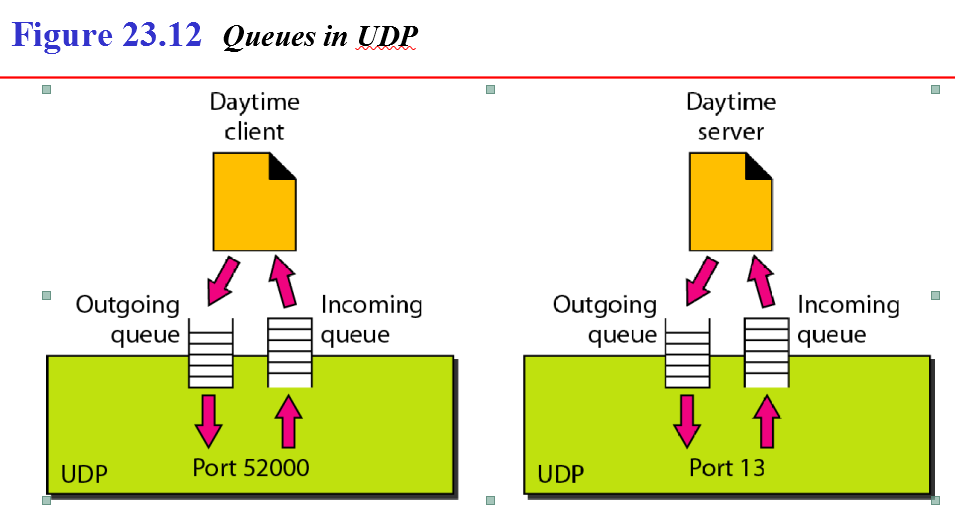 Figure 23.12 Queues in UDP
Daytime
client
Outgoing
queue
Incoming
queue
UDP
Port 52000
Daytime
server
Outgoing
queue
Incoming
queue
UDP
Port 13